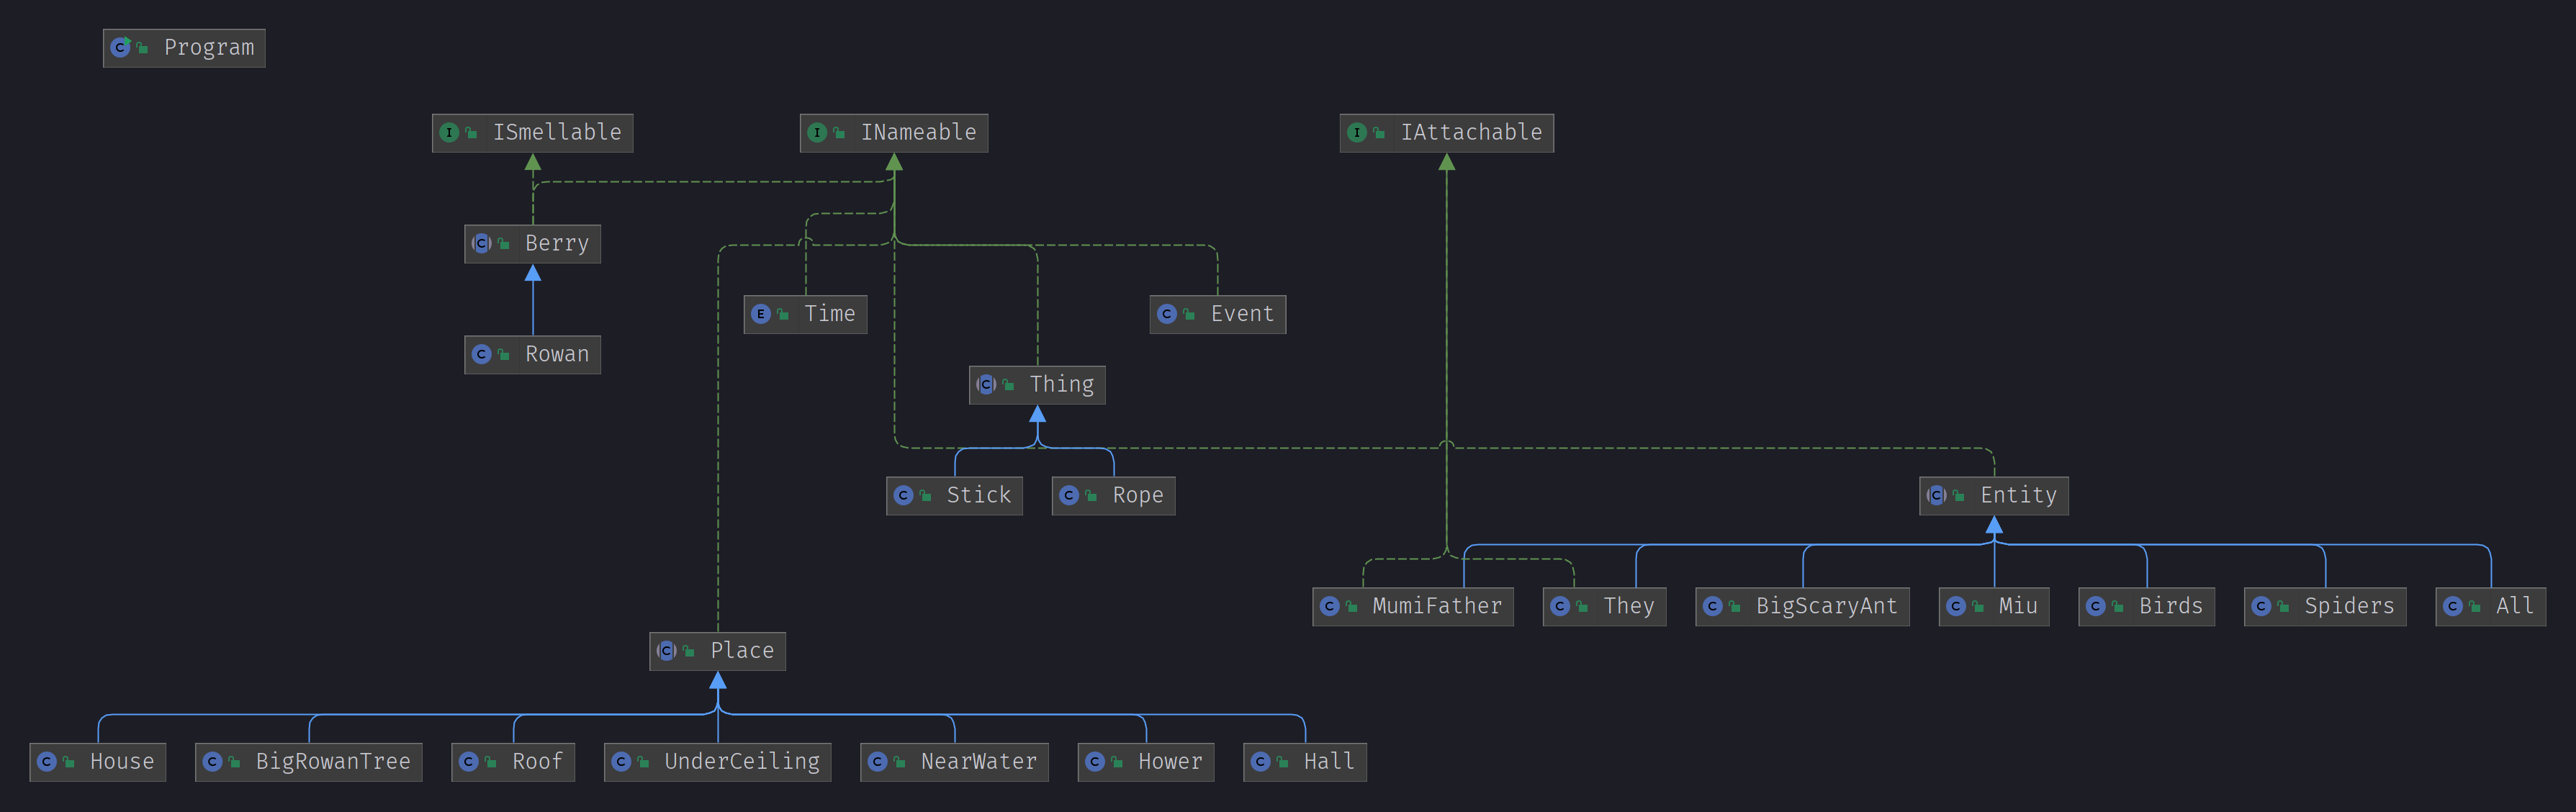 Program
ISmellable
INameable
IAttachable
Berry
Time
Event
Rowan
Thing
Stick
Rope
Entity
MumiFather
They
BigScaryAnt
Miu
Birds
Spiders
All
Place
House
BigRowanTree
Roof
UnderCeiling
NearWater
Hower
Hall